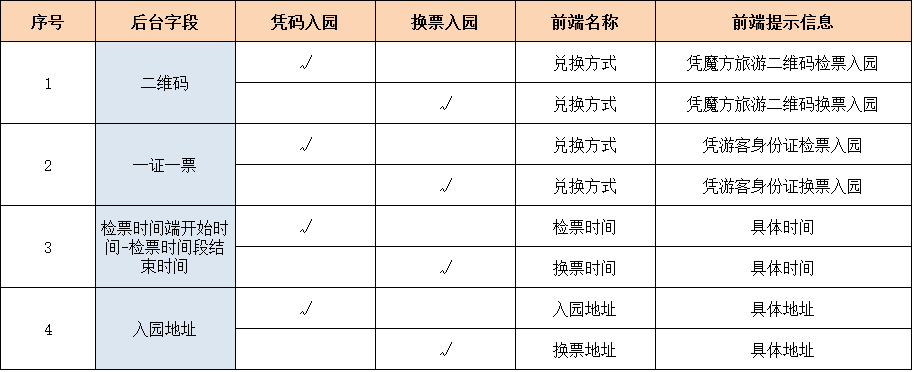 序号 后台字段 凭码入园 换票入园 前端名称 前端提示信息
1 二维码 √ 兑换方式 凭魔方旅游二维码检票入园
√ 兑换方式 凭魔方旅游二维码换票入园
2 一证一票 √ 兑换方式 凭游客身份证检票入园
√ 兑换方式 凭游客身份证换票入园
3 检票时间端开始时
间-检票时间段结
束时间 √ 检票时间 具体时间
√ 换票时间 具体时间
4 入园地址 √ 入园地址 具体地址
√ 换票地址 具体地址